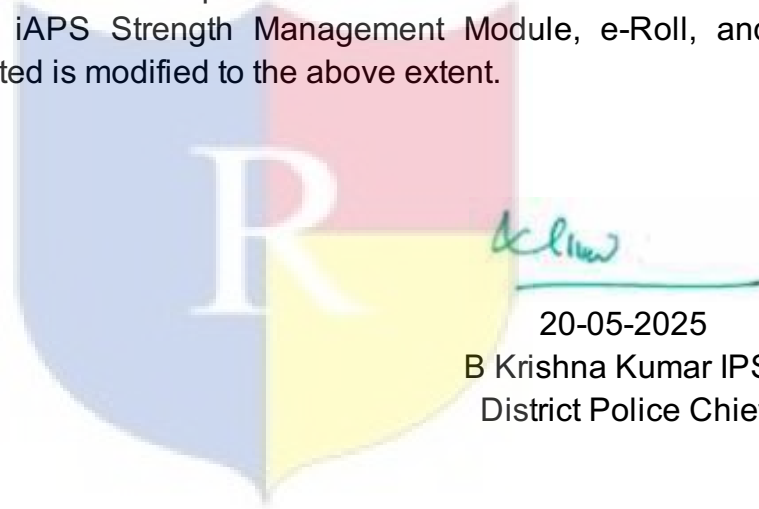 iAPS Strength Management Module, e-Roll, and
ted is modified to the above extent.
R
20-05-2025
B Krishna Kumar IPS
District Police Chief